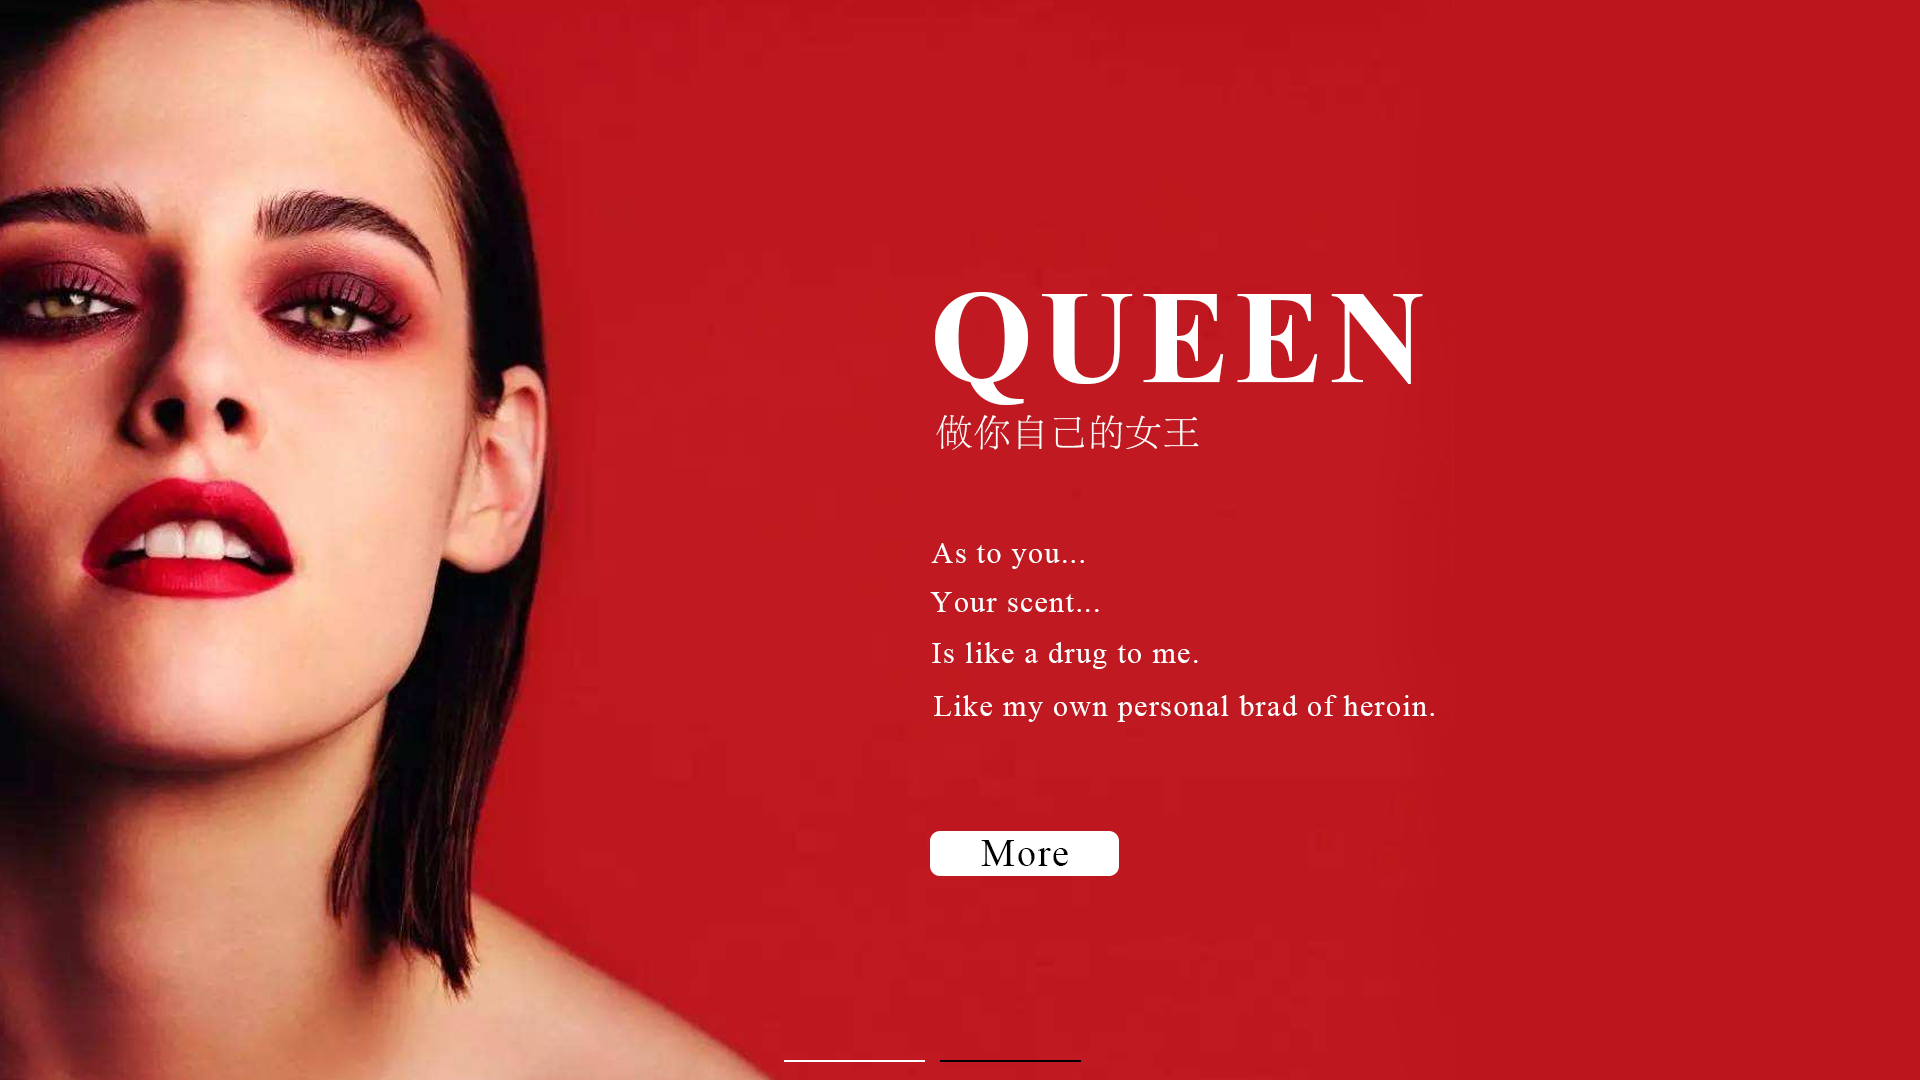 QUEEN
做你自己的女王
As to you...
Your scent...
Is like a drug to me.
Like my own personal brad of heroin.
More